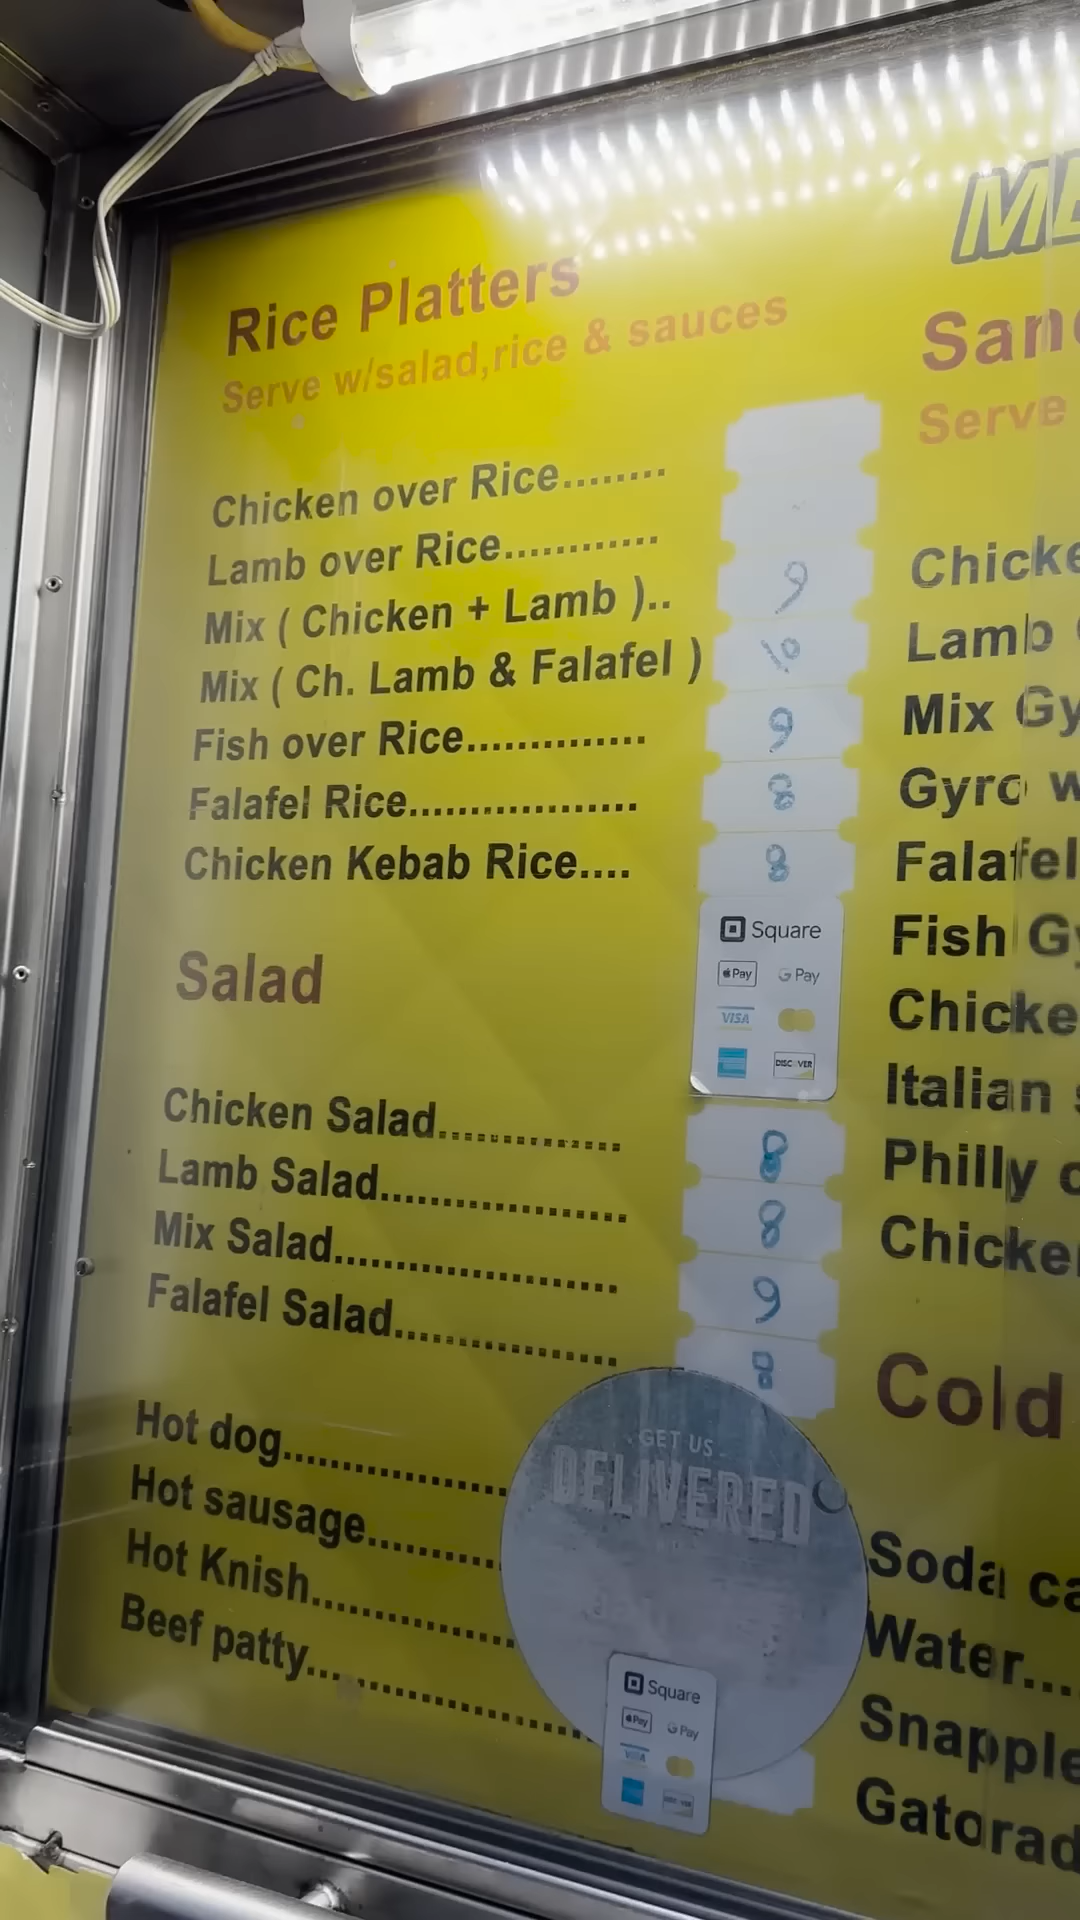 ME
Rice Platters
Serve w/salad,rice & sauces
Chicken over Rice........
Lamb over Rice............
Mix ( Chicken + Lamb ).. 9
Mix ( Ch. Lamb & Falafel ) 10
Fish over Rice.............. 9
Falafel Rice.................. 8
Chicken Kebab Rice.... 8
Square
Pay G Pay
VISA
DISCOVER
Salad
Chicken Salad.................. 8
Lamb Salad........................ 8
Mix Salad........................... 9
Falafel Salad...................... 8
Hot dog......................
Hot sausage.............
Hot Knish....................
Beef patty.........................
GET US
DELIVERED
Square
Pay G Pay
VISA
DISCOVER
San
Serve
Chicke
Lamb
Mix Gy
Gyro w
Falafel
Fish Gy
Chicke
Italian s
Philly c
Chicke
Cold
Soda ca
Water....
Snapple
Gatorad